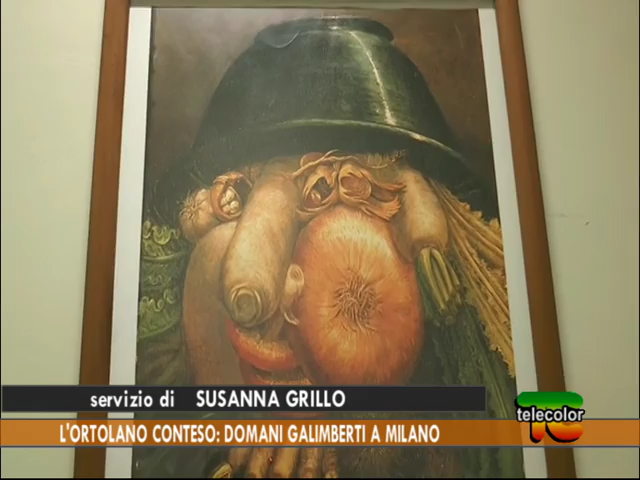 servizio di SUSANNA GRILLO
telecolor
L'ORTOLANO CONTESO: DOMANI GALIMBERTI A MILANO